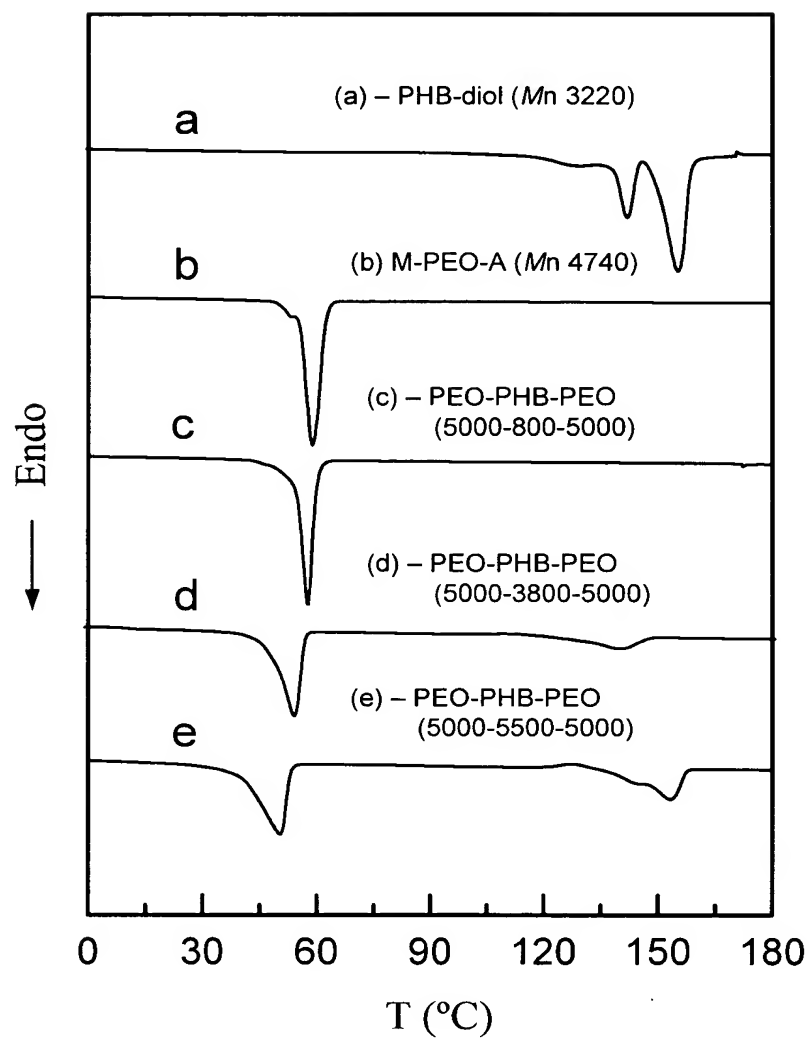 (a) – PHB-diol (Mn 3220)
a
b
(b) M-PEO-A (Mn 4740)
(c) – PEO-PHB-PEO
(5000-800-5000)
c
(d) – PEO-PHB-PEO
(5000-3800-5000)
d
(e) – PEO-PHB-PEO
(5000-5500-5000)
e
Endo
0 30 60 90 120 150 180
T (ºC)